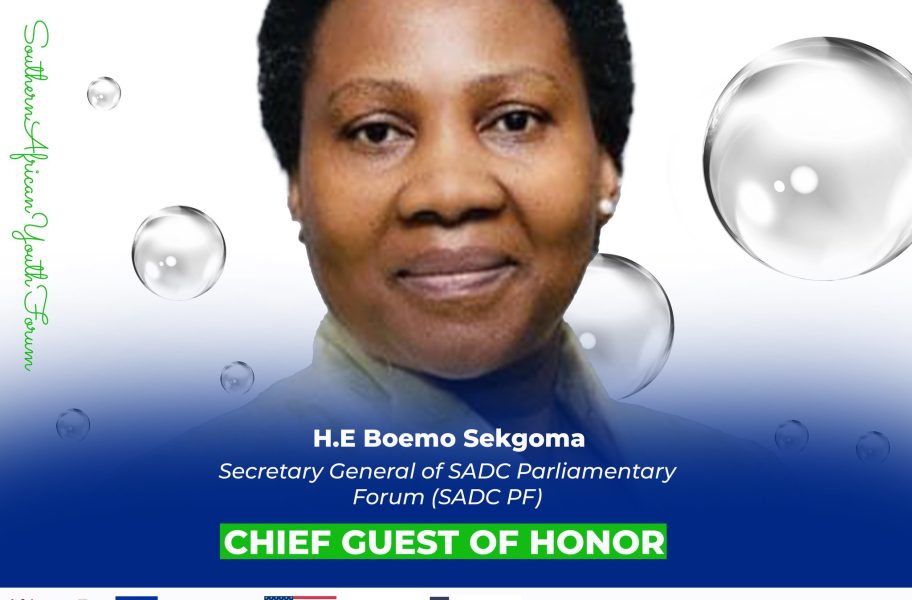 Southern African Youth Forum
H.E Boemo Sekgoma
Secretary General of SADC Parliamentary
Forum (SADC PF)
CHIEF GUEST OF HONOR